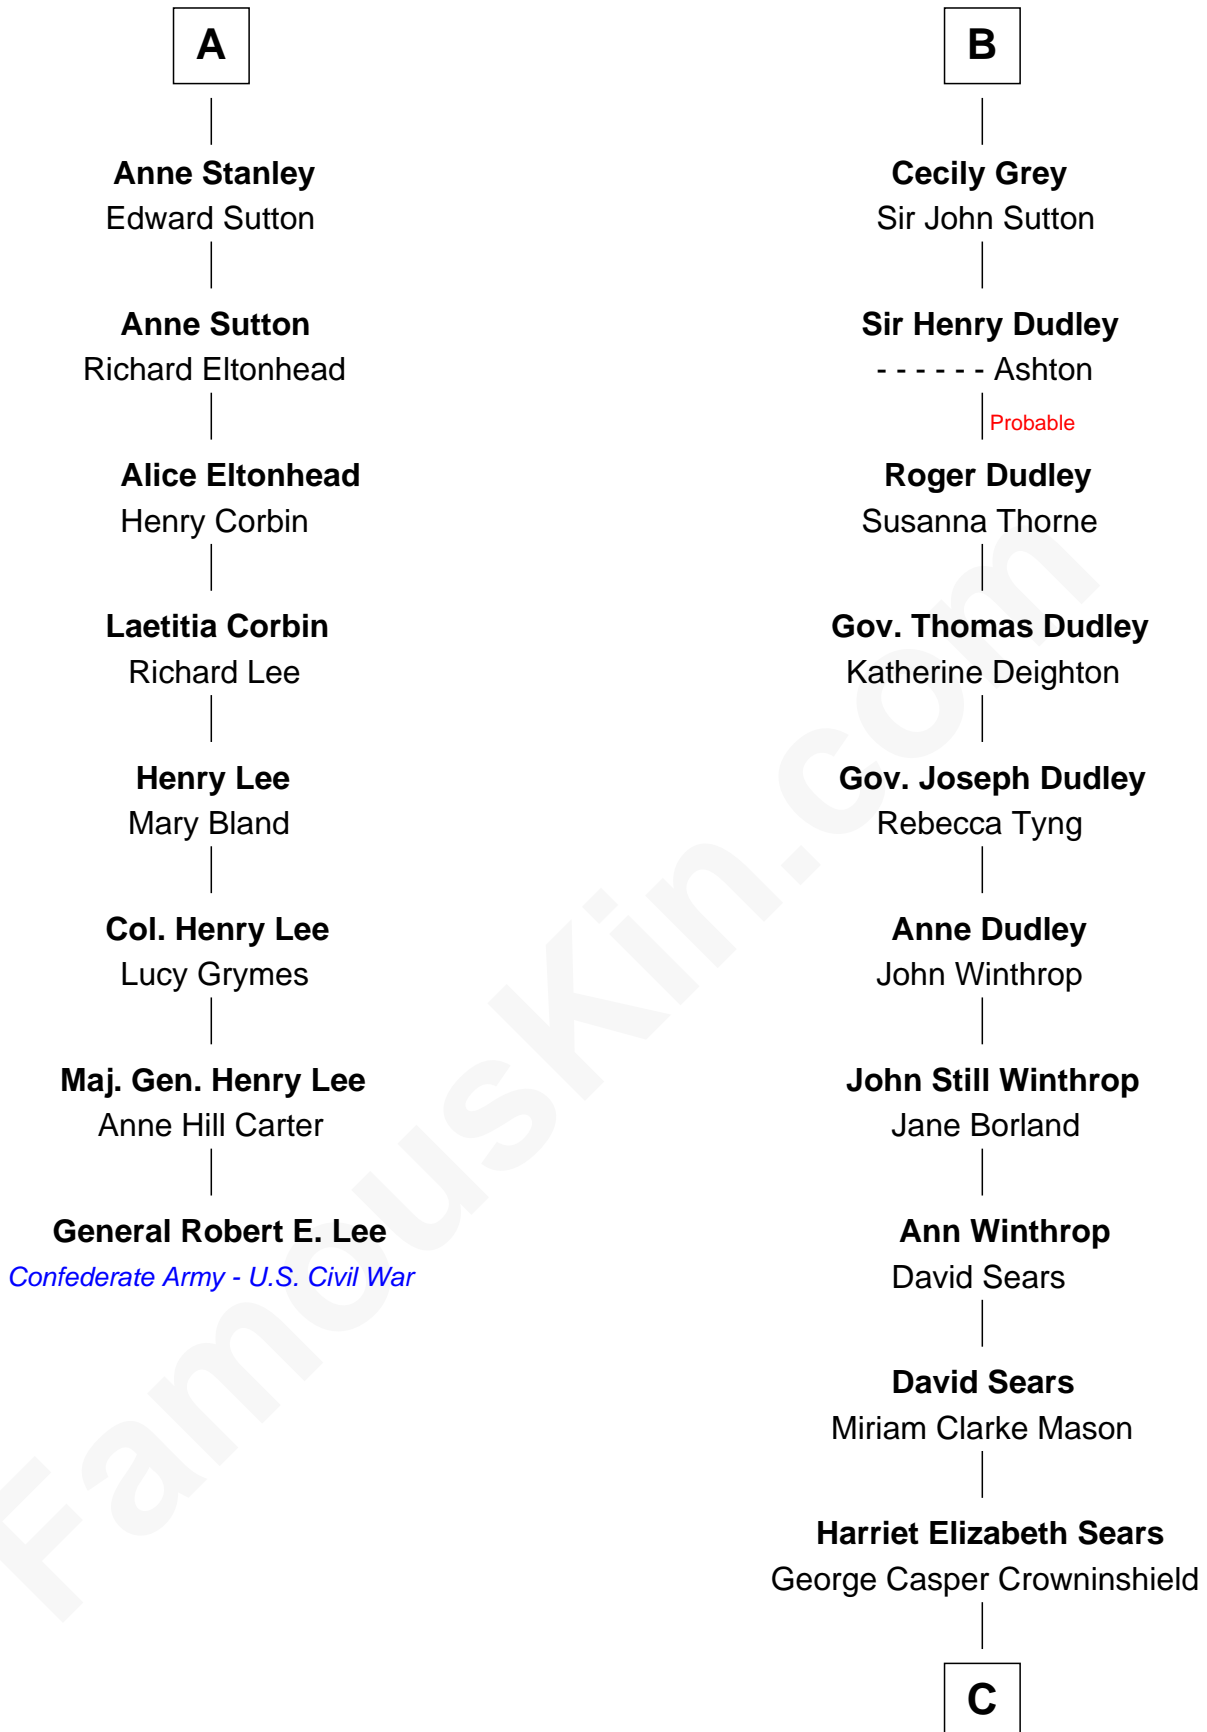 A
Anne Stanley
Edward Sutton
Anne Sutton
Richard Eltonhead
Alice Eltonhead
Henry Corbin
Laetitia Corbin
Richard Lee
Henry Lee
Mary Bland
Col. Henry Lee
Lucy Grymes
Maj. Gen. Henry Lee
Anne Hill Carter
General Robert E. Lee
Confederate Army - U.S. Civil War
B
Cecily Grey
Sir John Sutton
Sir Henry Dudley
- - - - - - Ashton
Probable
Roger Dudley
Susanna Thorne
Gov. Thomas Dudley
Katherine Deighton
Gov. Joseph Dudley
Rebecca Tyng
Anne Dudley
John Winthrop
John Still Winthrop
Jane Borland
Ann Winthrop
David Sears
David Sears
Miriam Clarke Mason
Harriet Elizabeth Sears
George Casper Crowninshield
C
FamousKin.com